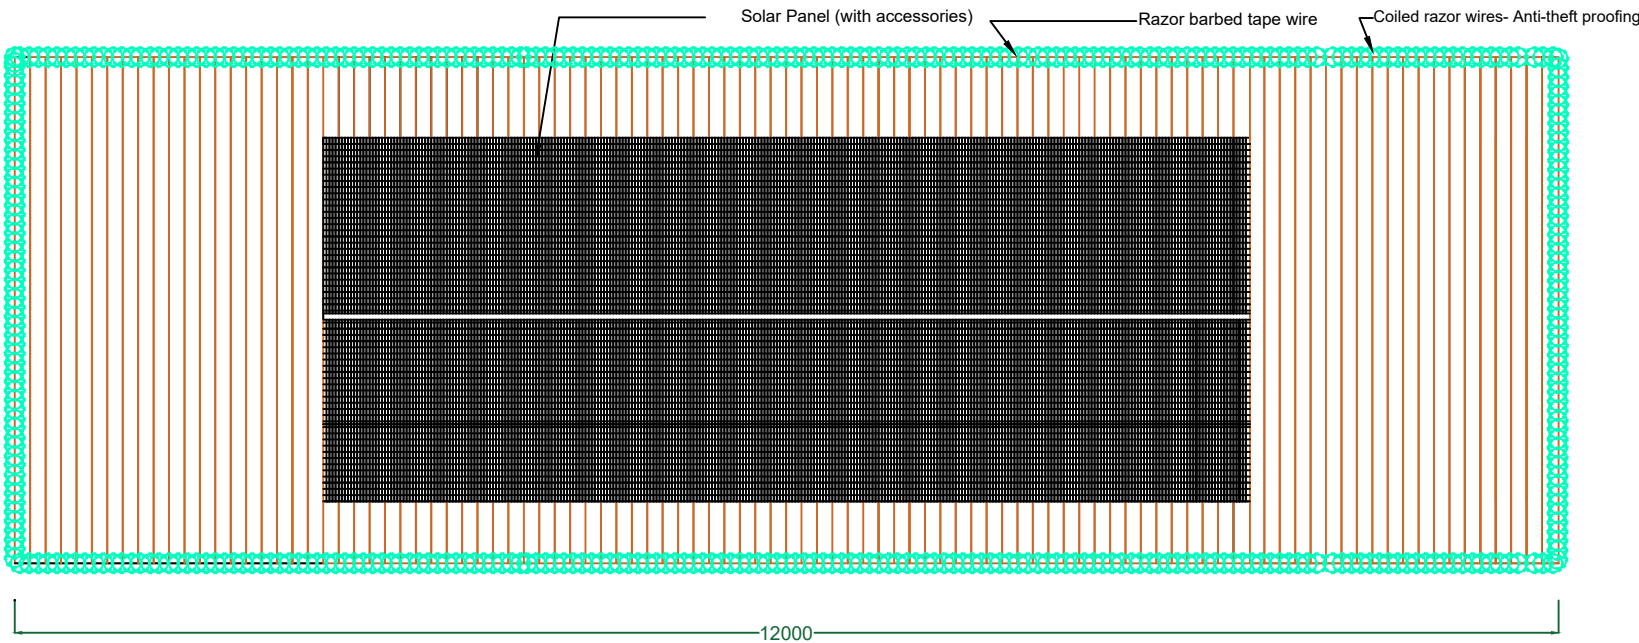 Solar Panel (with accessories)
Razor barbed tape wire
Coiled razor wires- Anti-theft proofing
12000